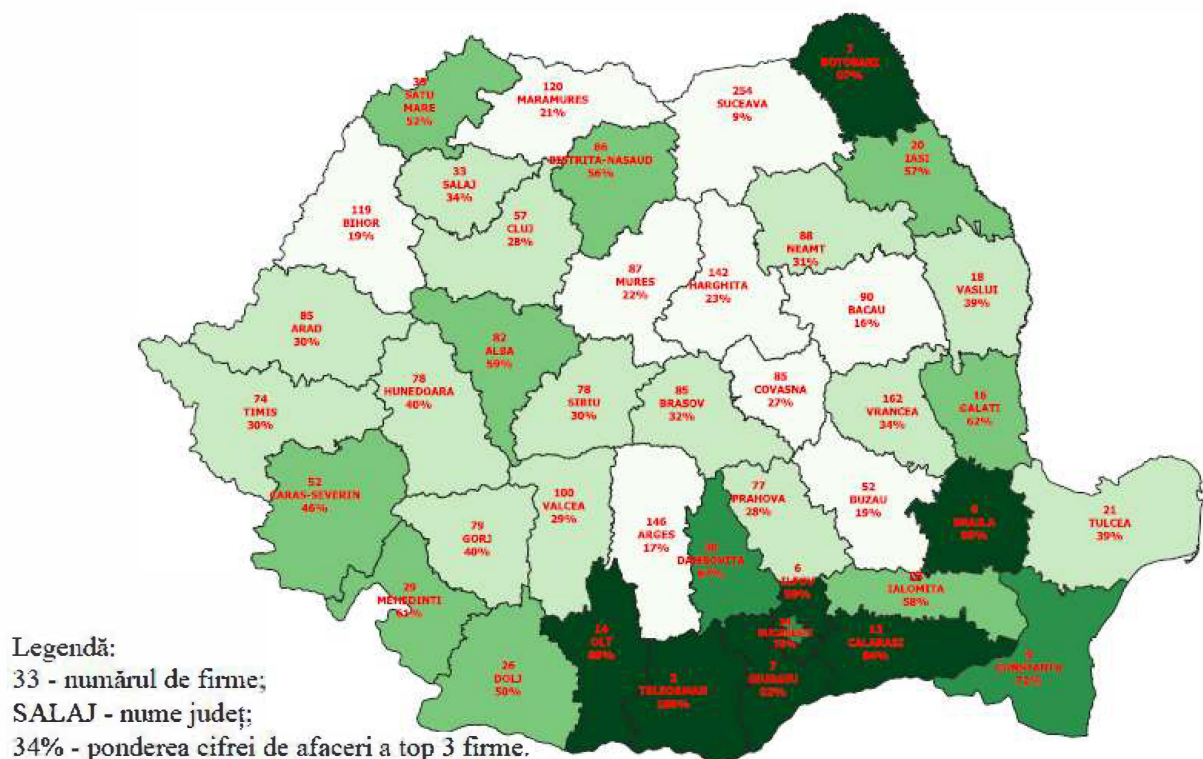 BOTOSANI
SATU
MARE
52%
120
MARAMURES
21%
254
SUCEAVA
9%
86
BISTRITA-NASAUD
56%
20
IASI
57%
33
SALAJ
34%
119
BIHOR
19%
57
CLUJ
28%
88
NEAMT
31%
87
MURES
22%
142
HARGHITA
23%
18
VASLUI
39%
90
BACAU
16%
85
ARAD
30%
82
ALBA
59%
78
HUNEDOARA
40%
78
SIBIU
30%
85
BRASOV
32%
85
COVASNA
27%
162
VRANCEA
34%
16
GALATI
62%
74
TIMIS
30%
52
CARAS-SEVERIN
46%
100
VALCEA
29%
77
PRAHOVA
28%
52
BUZAU
19%
BRAILA
21
TULCEA
39%
79
GORJ
40%
146
ARGES
17%
DAMBOVITA
6
ILFOV
IALOMITA
58%
29
MEHEDINTI
61%
OLT
BUCURESTI
CALARASI
CONSTANTA
26
DOLJ
50%
TELEORMAN
GIURGIU
Legendă:
33 - numărul de firme;
SALAJ - nume județ;
34% - ponderea cifrei de afaceri a top 3 firme.